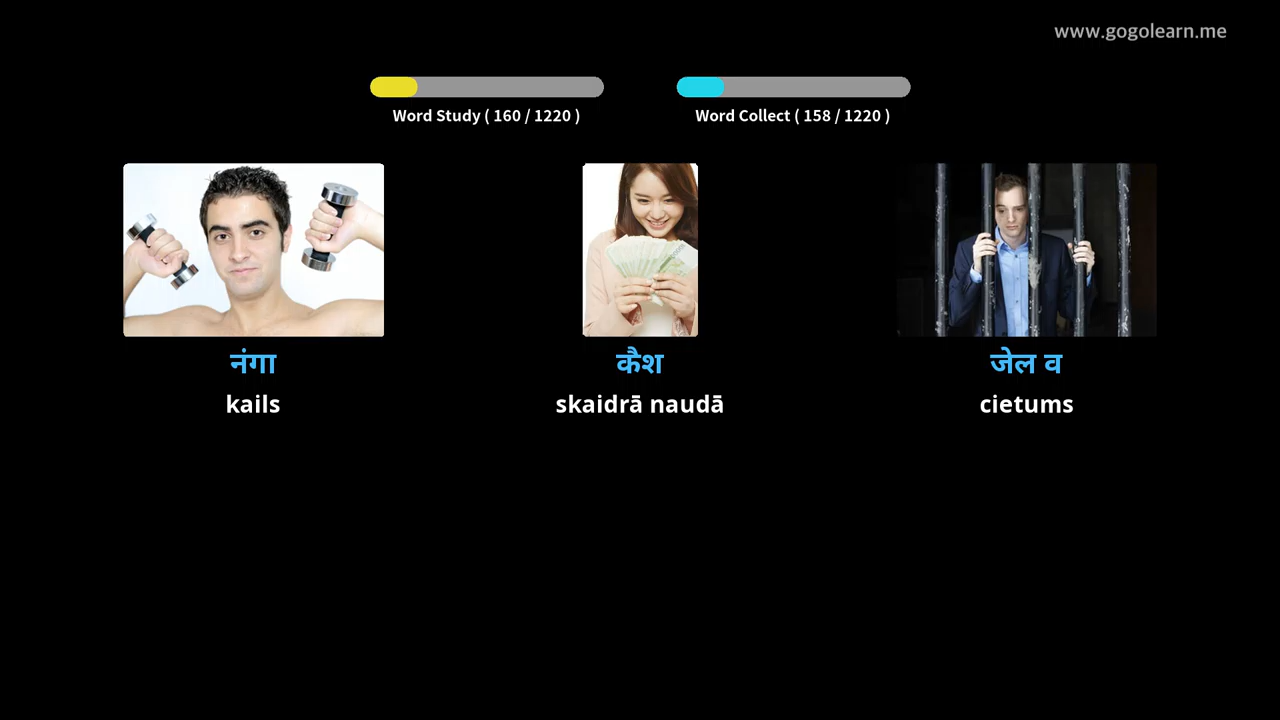 www.gogolearn.me
Word Study ( 160 / 1220 )
Word Collect ( 158 / 1220 )
नंगा
कैश
जेल व
kails
skaidrā naudā
cietums